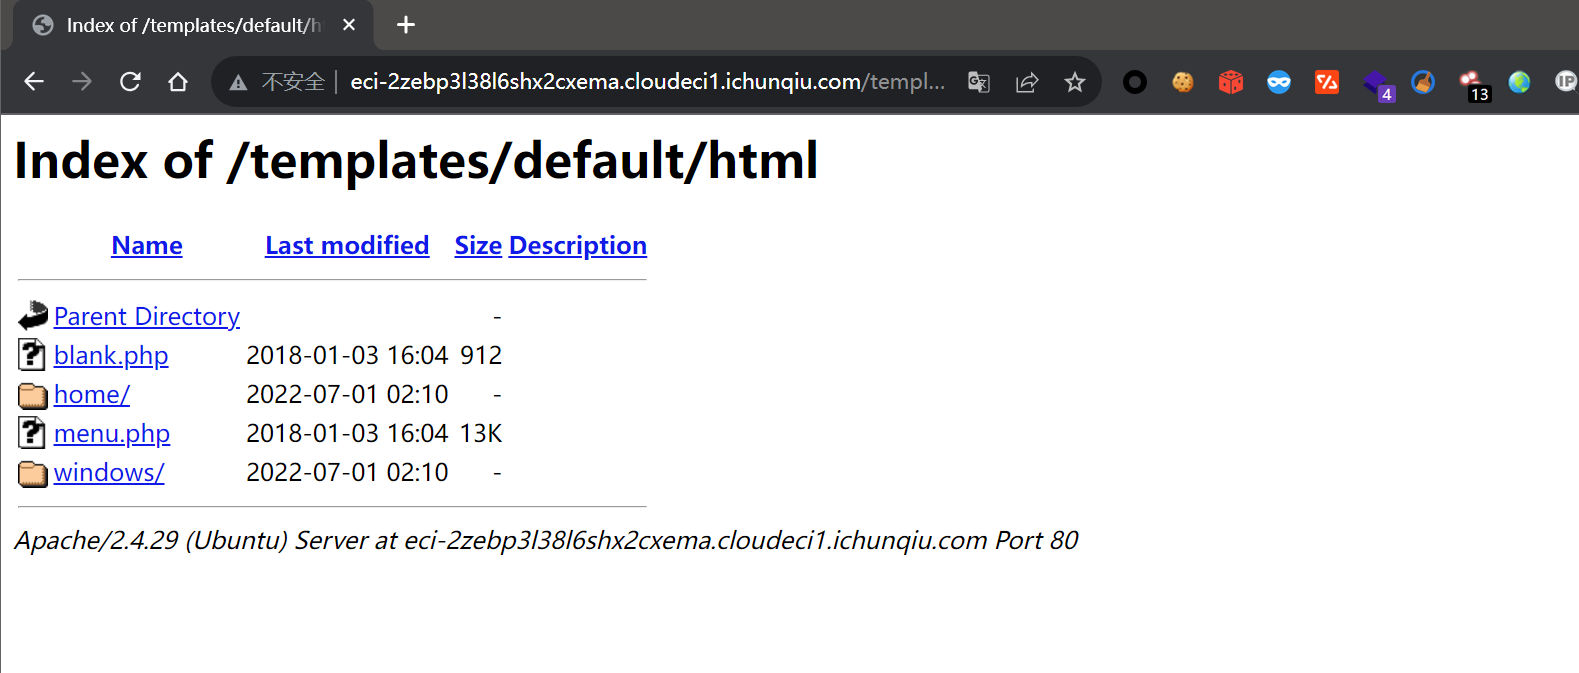 Index of /templates/default/h
不安全 | eci-2zebp3l38l6shx2cxema.cloudeci1.ichunqiu.com/templ...
4
13
IP
Index of /templates/default/html
Name Last modified Size Description
Parent Directory -
blank.php 2018-01-03 16:04 912
home/ 2022-07-01 02:10 -
menu.php 2018-01-03 16:04 13K
windows/ 2022-07-01 02:10 -
Apache/2.4.29 (Ubuntu) Server at eci-2zebp3l38l6shx2cxema.cloudeci1.ichunqiu.com Port 80